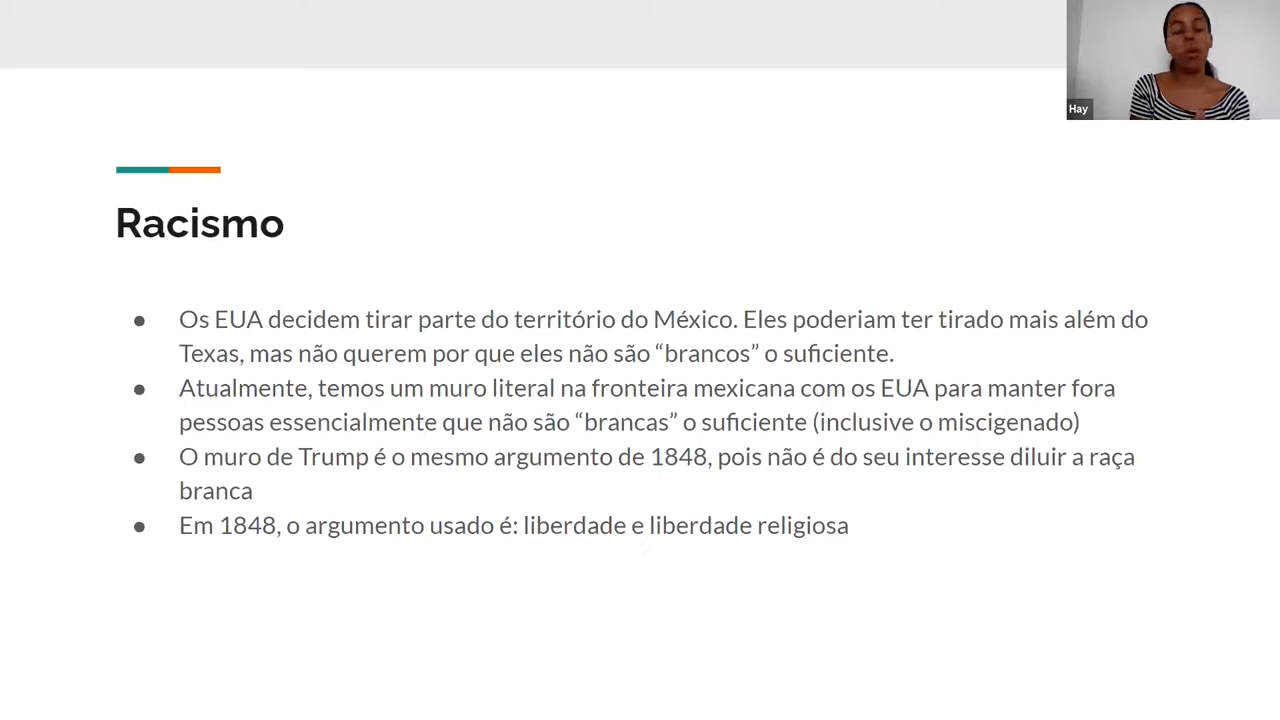 Hay
Racismo
● Os EUA decidem tirar parte do território do México. Eles poderiam ter tirado mais além do
Texas, mas não querem por que eles não são “brancos” o suficiente.
● Atualmente, temos um muro literal na fronteira mexicana com os EUA para manter fora
pessoas essencialmente que não são “brancas” o suficiente (inclusive o miscigenado)
● O muro de Trump é o mesmo argumento de 1848, pois não é do seu interesse diluir a raça
branca
● Em 1848, o argumento usado é: liberdade e liberdade religiosa